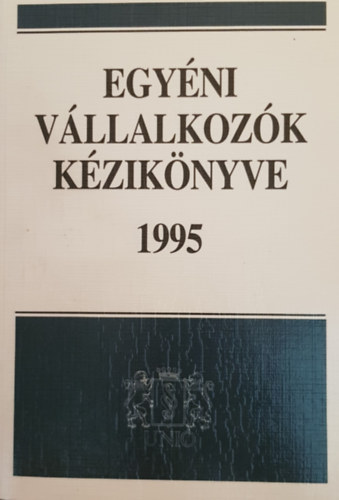 EGYÉNI
VÁLLALKOZÓK
KÉZIKÖNYVE
1995
UNIÓ